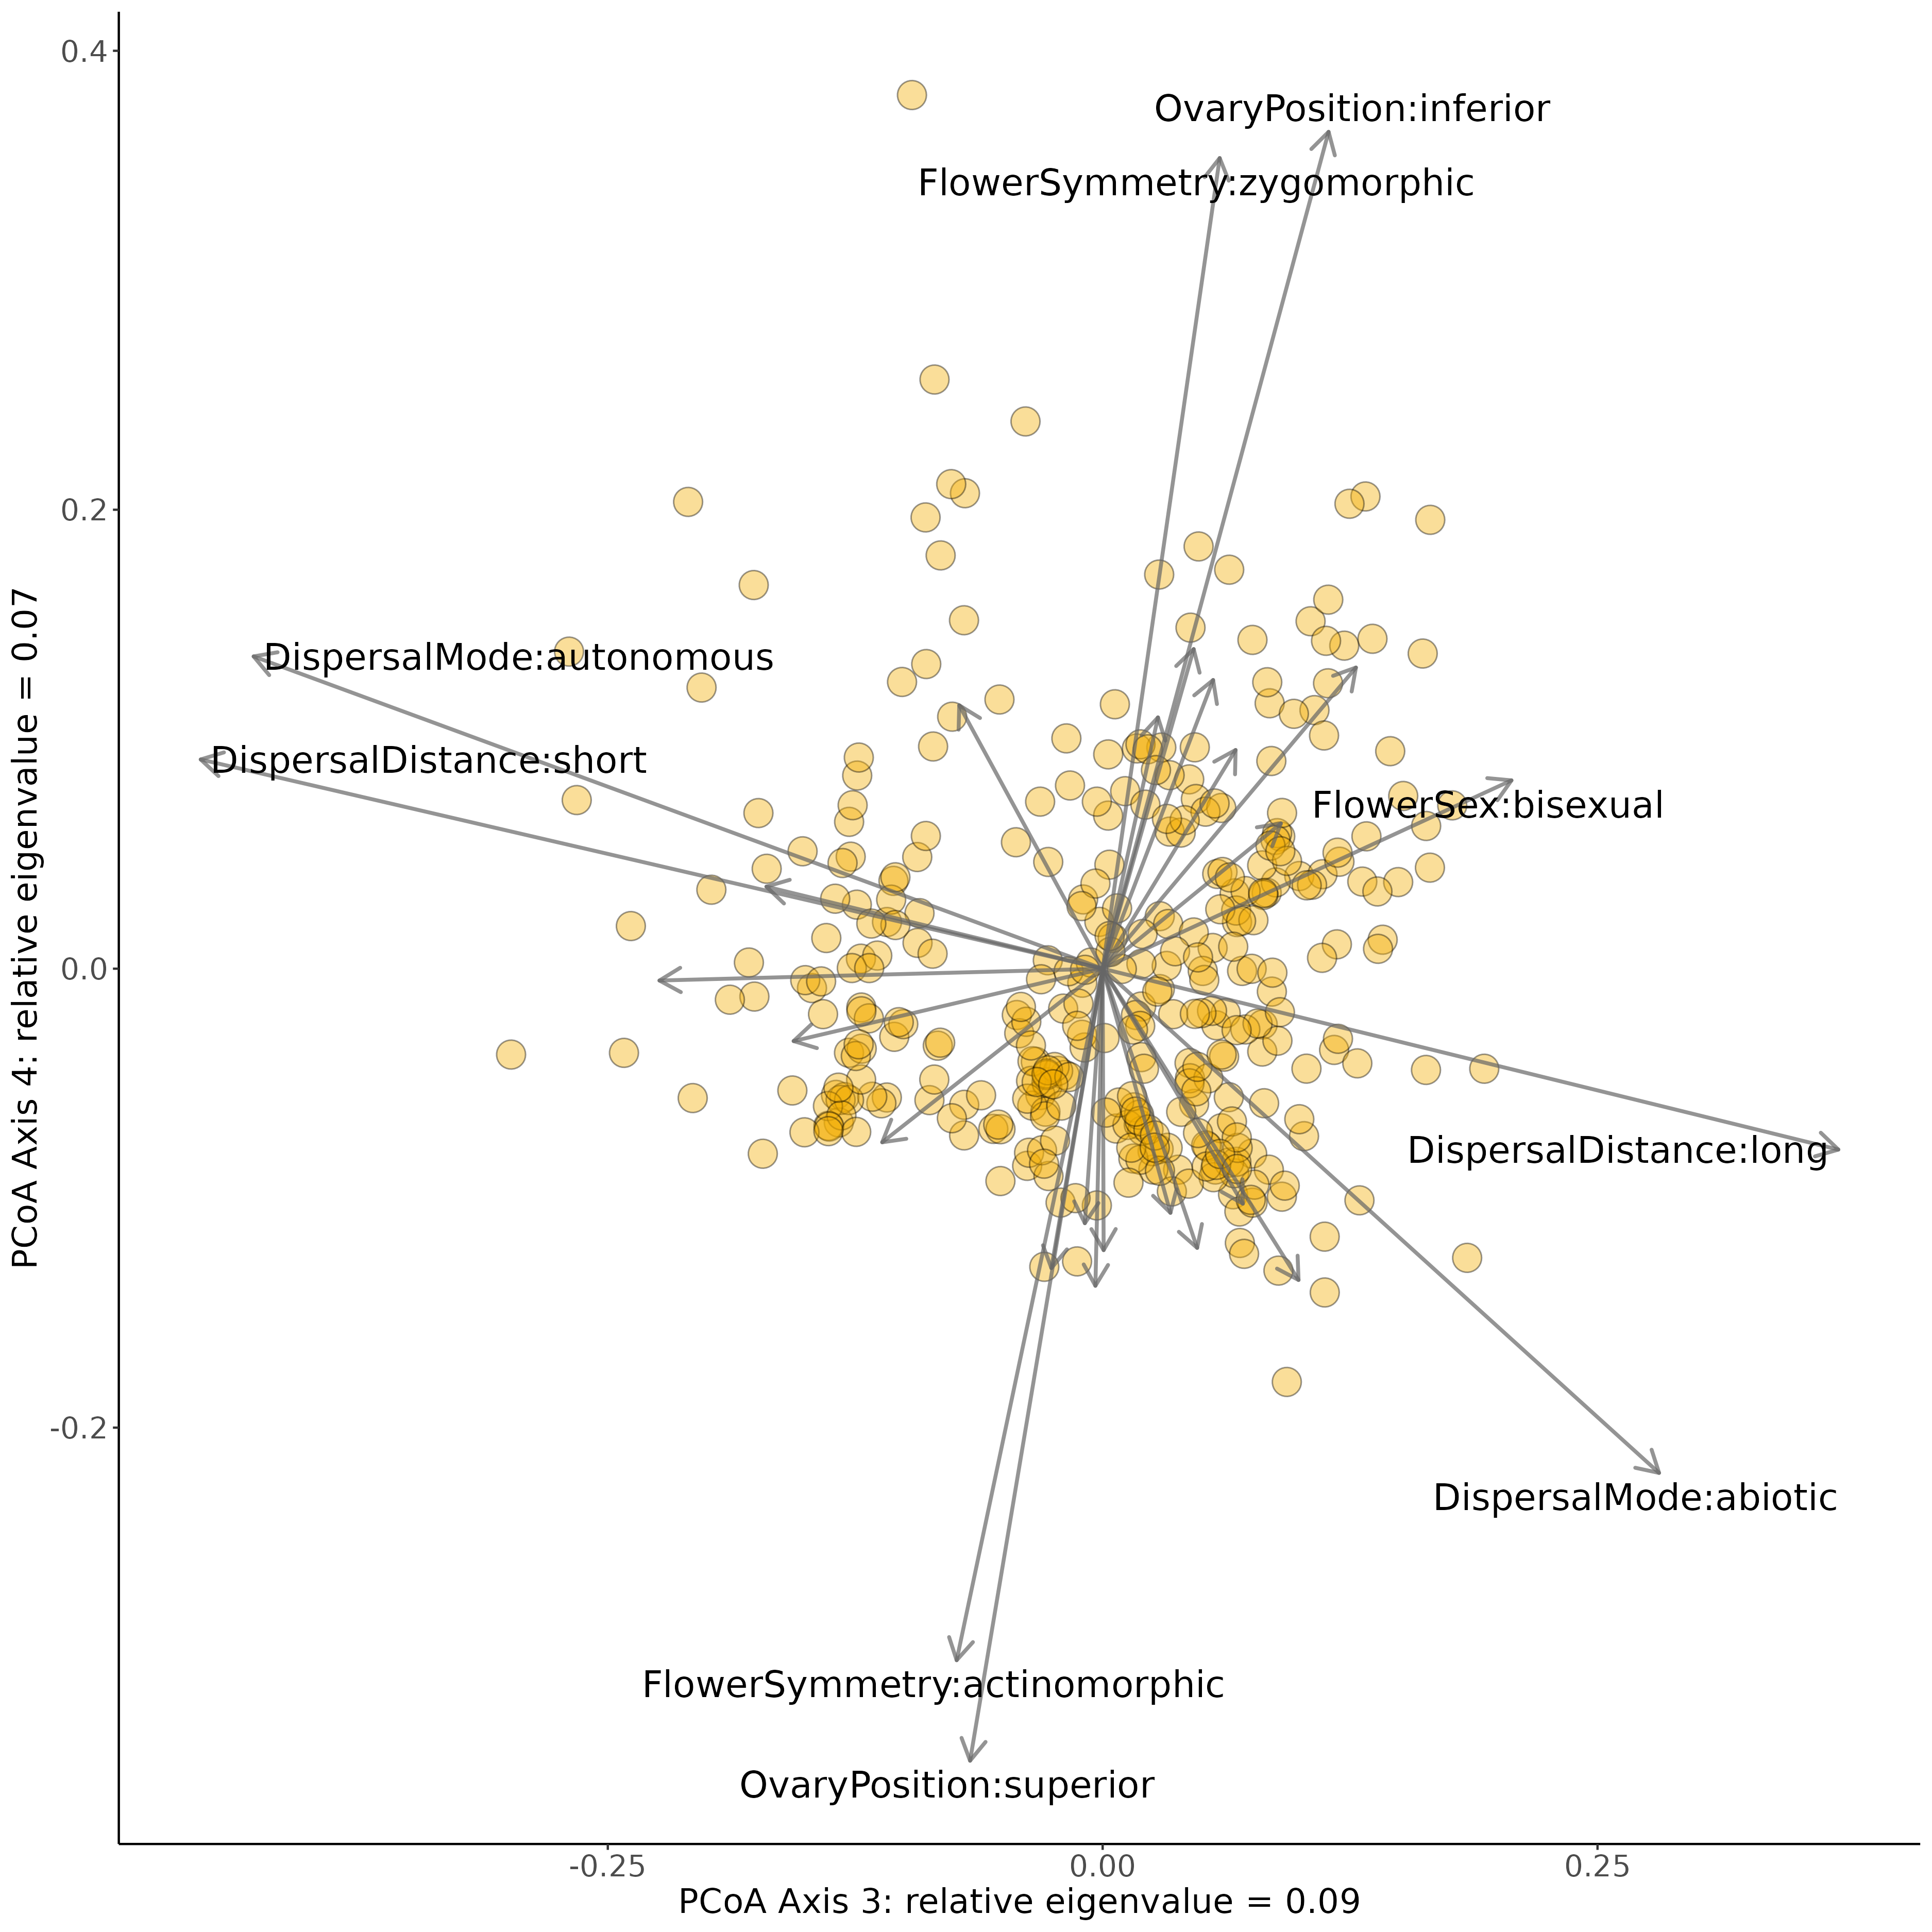 0.4
OvaryPosition:inferior
FlowerSymmetry:zygomorphic
0.2
DispersalMode:autonomous
DispersalDistance:short
FlowerSex:bisexual
0.0
DispersalDistance:long
-0.2
DispersalMode:abiotic
FlowerSymmetry:actinomorphic
OvaryPosition:superior
PCoA Axis 4: relative eigenvalue = 0.07
-0.25
0.00
0.25
PCoA Axis 3: relative eigenvalue = 0.09